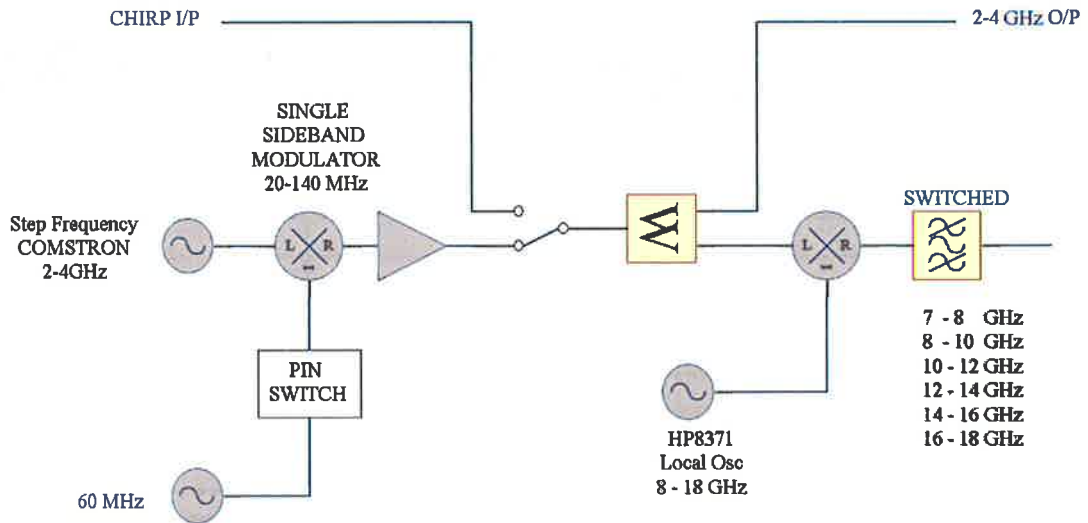 CHIRP I/P
2-4 GHz O/P
SINGLE
SIDEBAND
MODULATOR
20-140 MHz
SWITCHED
Step Frequency
COMSTRON
2-4GHz
L R
I
W
L R
I
7 - 8 GHz
8 - 10 GHz
10 - 12 GHz
12 - 14 GHz
14 - 16 GHz
16 - 18 GHz
PIN
SWITCH
HP8371
Local Osc
8 - 18 GHz
60 MHz